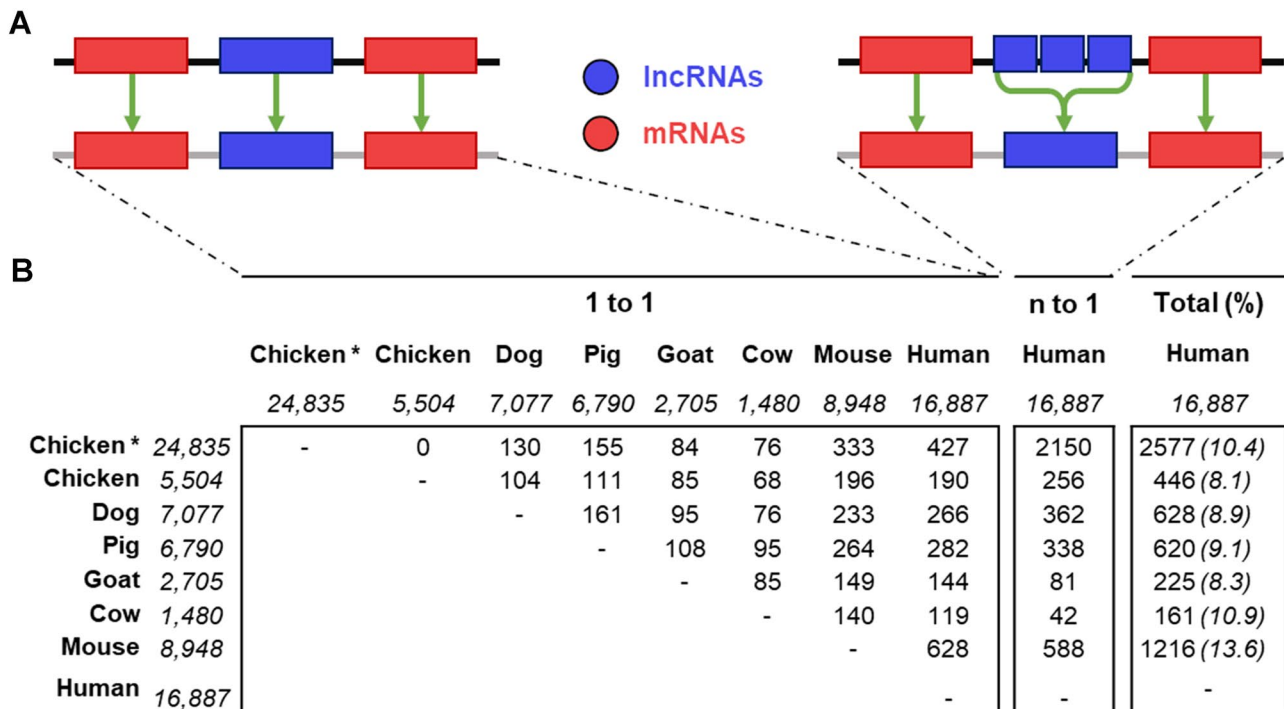 A
lncRNAs
mRNAs
B
1 to 1 n to 1 Total (%)
Chicken * Chicken Dog Pig Goat Cow Mouse Human Human Human
24,835 5,504 7,077 6,790 2,705 1,480 8,948 16,887 16,887 16,887
Chicken * 24,835 - 0 130 155 84 76 333 427 2150 2577 (10.4)
Chicken 5,504 - 104 111 85 68 196 190 256 446 (8.1)
Dog 7,077 - 161 95 76 233 266 362 628 (8.9)
Pig 6,790 - 108 95 264 282 338 620 (9.1)
Goat 2,705 - 85 149 144 81 225 (8.3)
Cow 1,480 - 140 119 42 161 (10.9)
Mouse 8,948 - 628 588 1216 (13.6)
Human 16,887 - - -